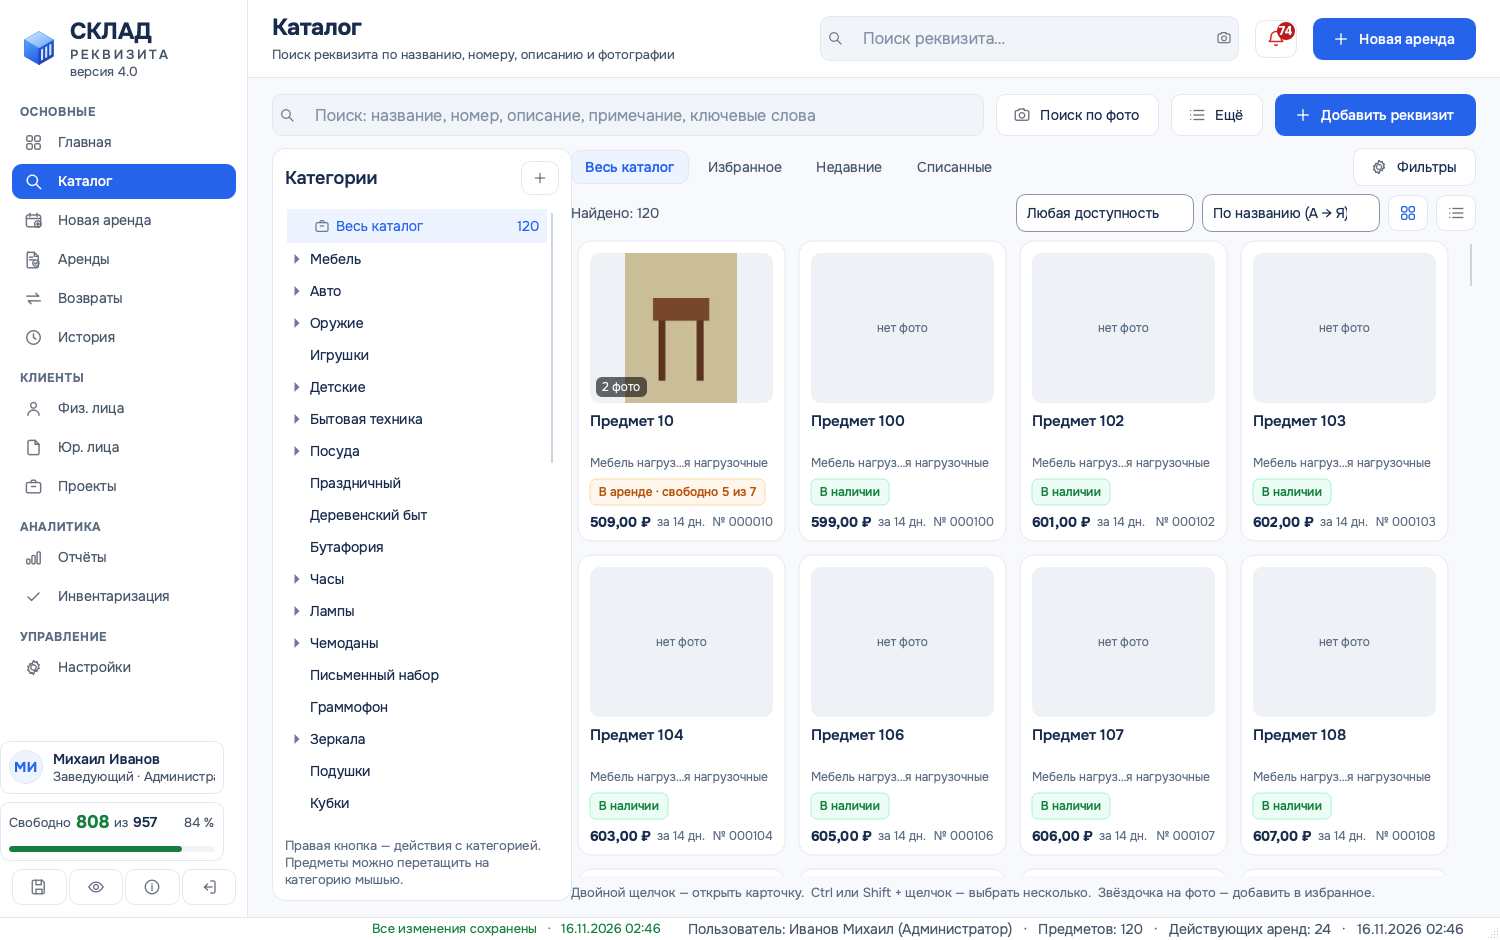 СКЛАД
РЕКВИЗИТА
версия 4.0
ОСНОВНЫЕ
Главная
Каталог
Новая аренда
Аренды
Возвраты
История
КЛИЕНТЫ
Физ. лица
Юр. лица
Проекты
АНАЛИТИКА
Отчёты
Инвентаризация
УПРАВЛЕНИЕ
Настройки
МИ
Михаил Иванов
Заведующий · Администра
Свободно 808 из 957 84 %
Каталог
Поиск реквизита по названию, номеру, описанию и фотографии
Поиск реквизита...
74
Новая аренда
Поиск: название, номер, описание, примечание, ключевые слова
Поиск по фото
Ещё
Добавить реквизит
Категории
Весь каталог 120
Мебель
Авто
Оружие
Игрушки
Детские
Бытовая техника
Посуда
Праздничный
Деревенский быт
Бутафория
Часы
Лампы
Чемоданы
Письменный набор
Граммофон
Зеркала
Подушки
Кубки
Правая кнопка — действия с категорией.
Предметы можно перетащить на
категорию мышью.
Весь каталог Избранное Недавние Списанные
Фильтры
Найдено: 120
Любая доступность
По названию (А → Я)
2 фото
Предмет 10
Мебель нагруз...я нагрузочные
В аренде · свободно 5 из 7
509,00 ₽ за 14 дн. № 000010
нет фото
Предмет 100
Мебель нагруз...я нагрузочные
В наличии
599,00 ₽ за 14 дн. № 000100
нет фото
Предмет 102
Мебель нагруз...я нагрузочные
В наличии
601,00 ₽ за 14 дн. № 000102
нет фото
Предмет 103
Мебель нагруз...я нагрузочные
В наличии
602,00 ₽ за 14 дн. № 000103
нет фото
Предмет 104
Мебель нагруз...я нагрузочные
В наличии
603,00 ₽ за 14 дн. № 000104
нет фото
Предмет 106
Мебель нагруз...я нагрузочные
В наличии
605,00 ₽ за 14 дн. № 000106
нет фото
Предмет 107
Мебель нагруз...я нагрузочные
В наличии
606,00 ₽ за 14 дн. № 000107
нет фото
Предмет 108
Мебель нагруз...я нагрузочные
В наличии
607,00 ₽ за 14 дн. № 000108
Двойной щелчок — открыть карточку. Ctrl или Shift + щелчок — выбрать несколько. Звёздочка на фото — добавить в избранное.
Все изменения сохранены · 16.11.2026 02:46 Пользователь: Иванов Михаил (Администратор) · Предметов: 120 · Действующих аренд: 24 · 16.11.2026 02:46